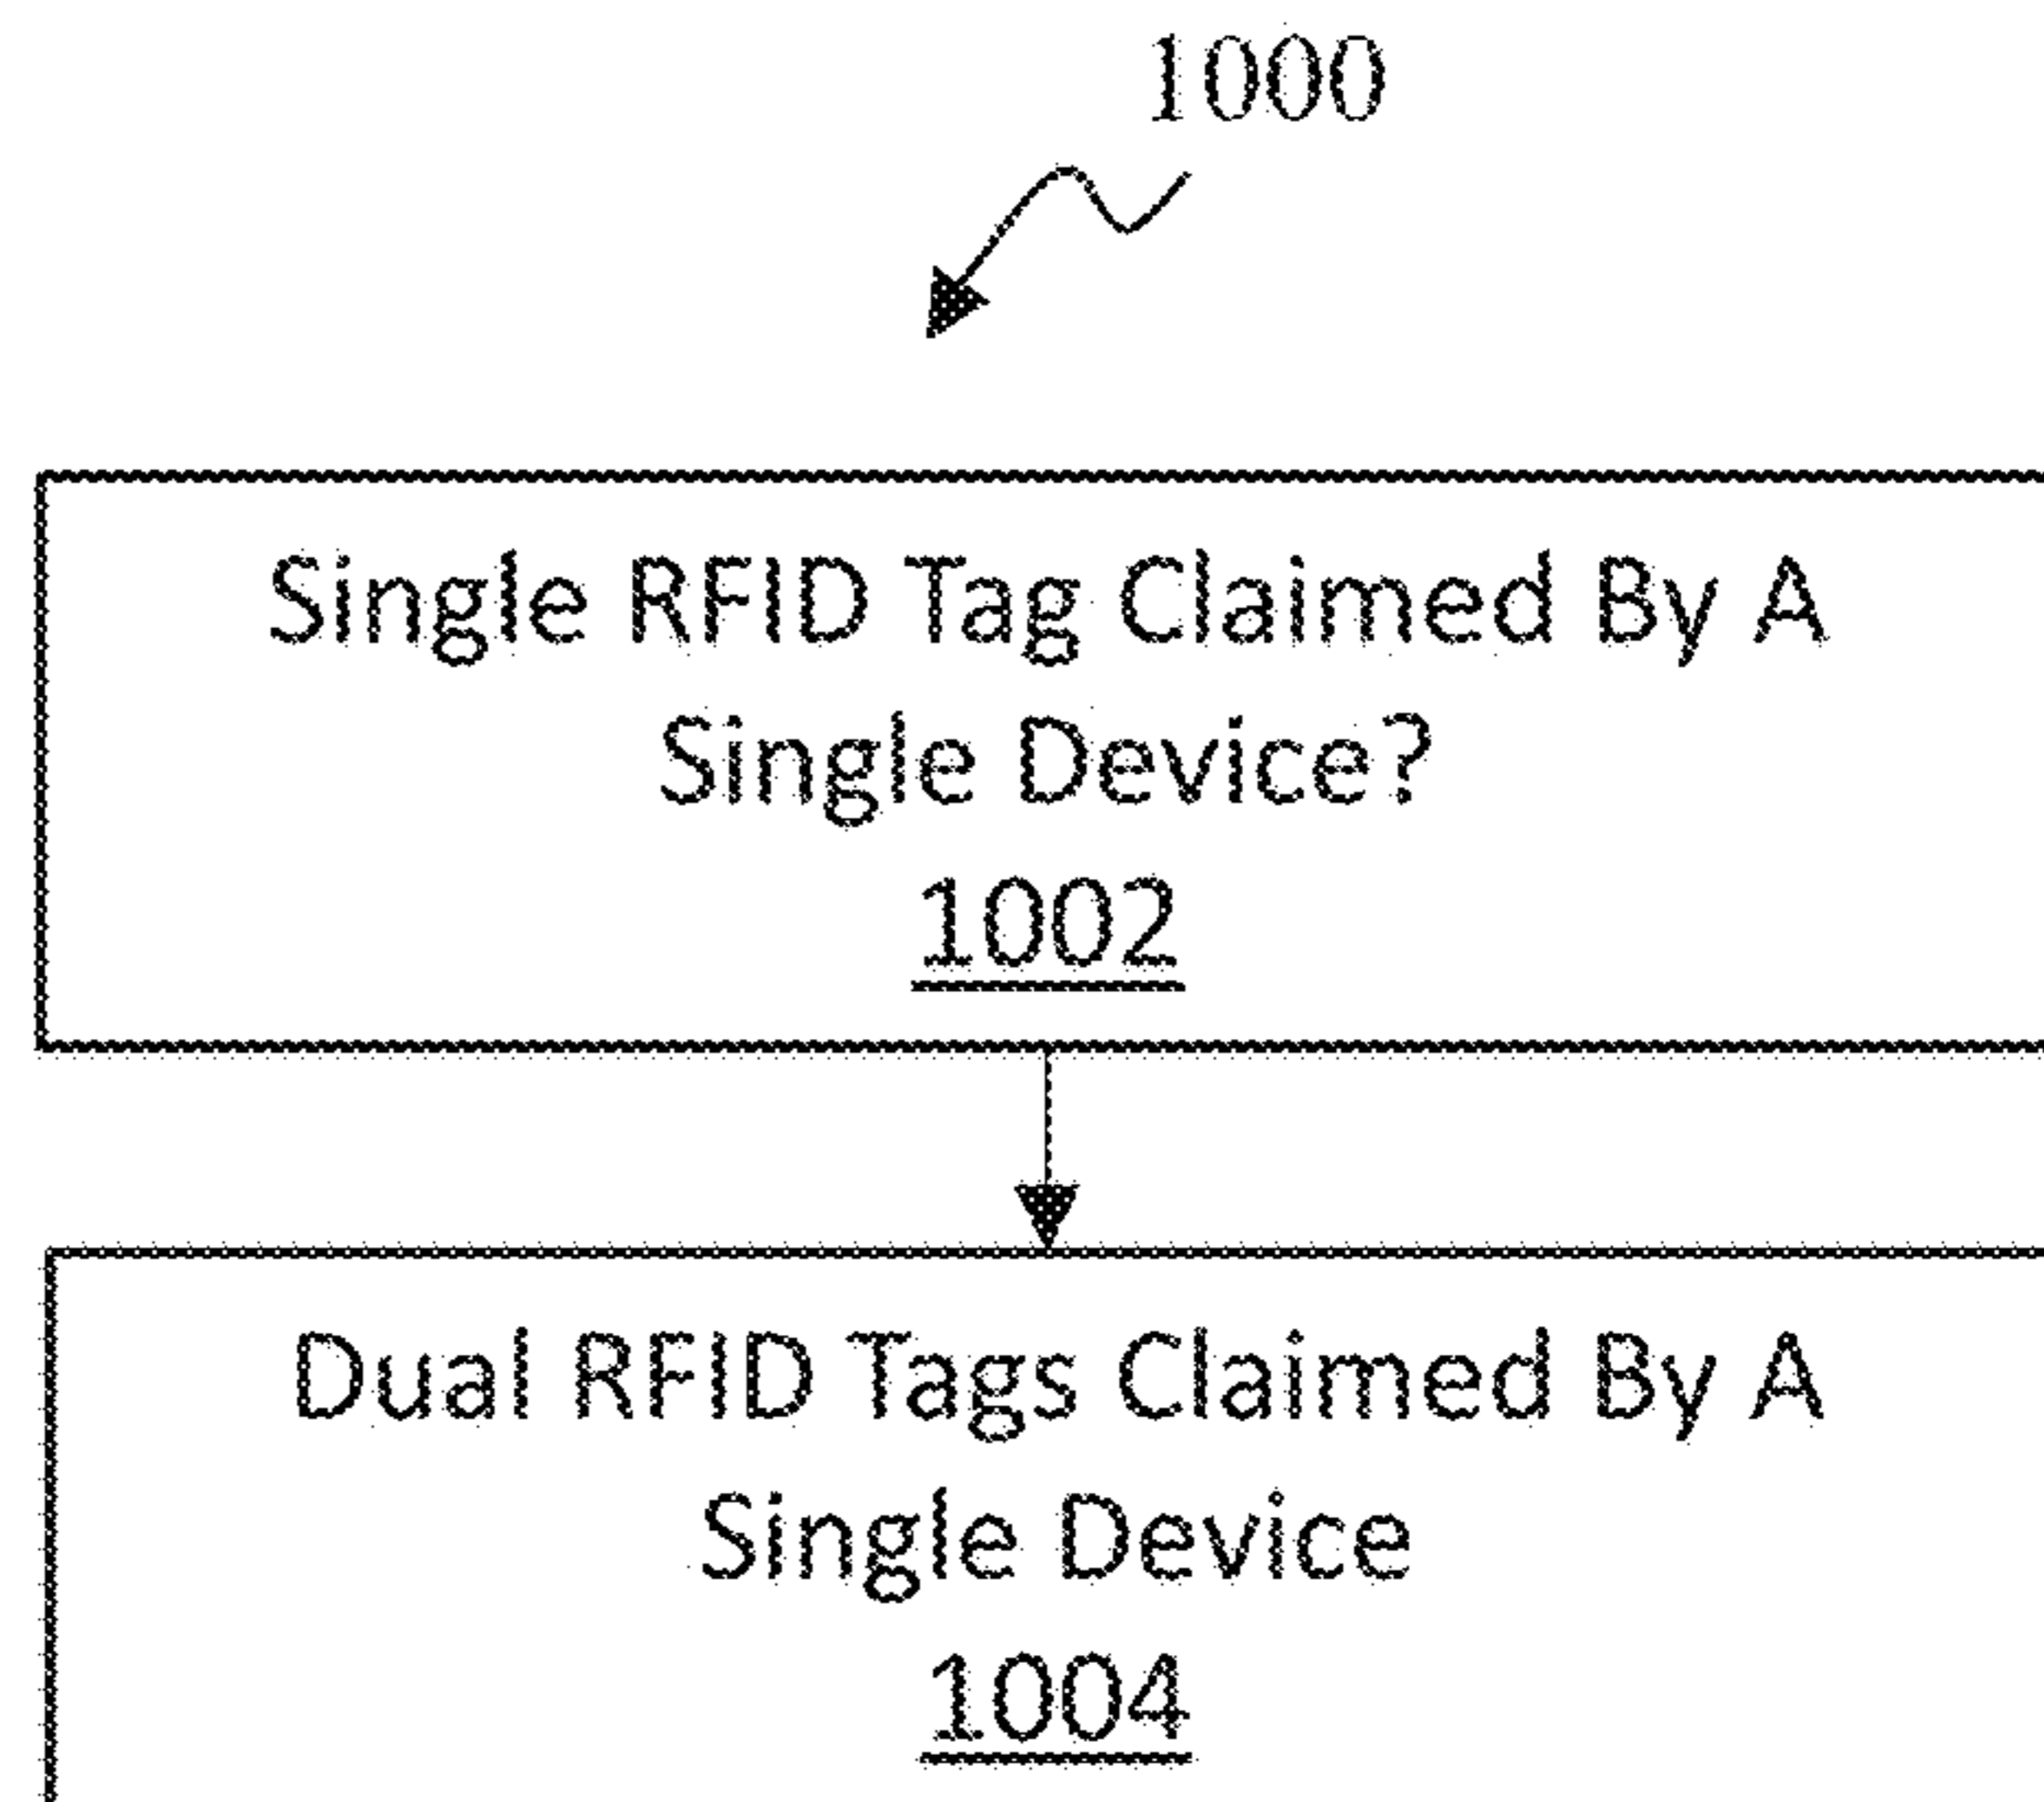 1000
Single RFID Tag Claimed By A
Single Device?
1002
Dual RFID Tags Claimed By A
Single Device
1004